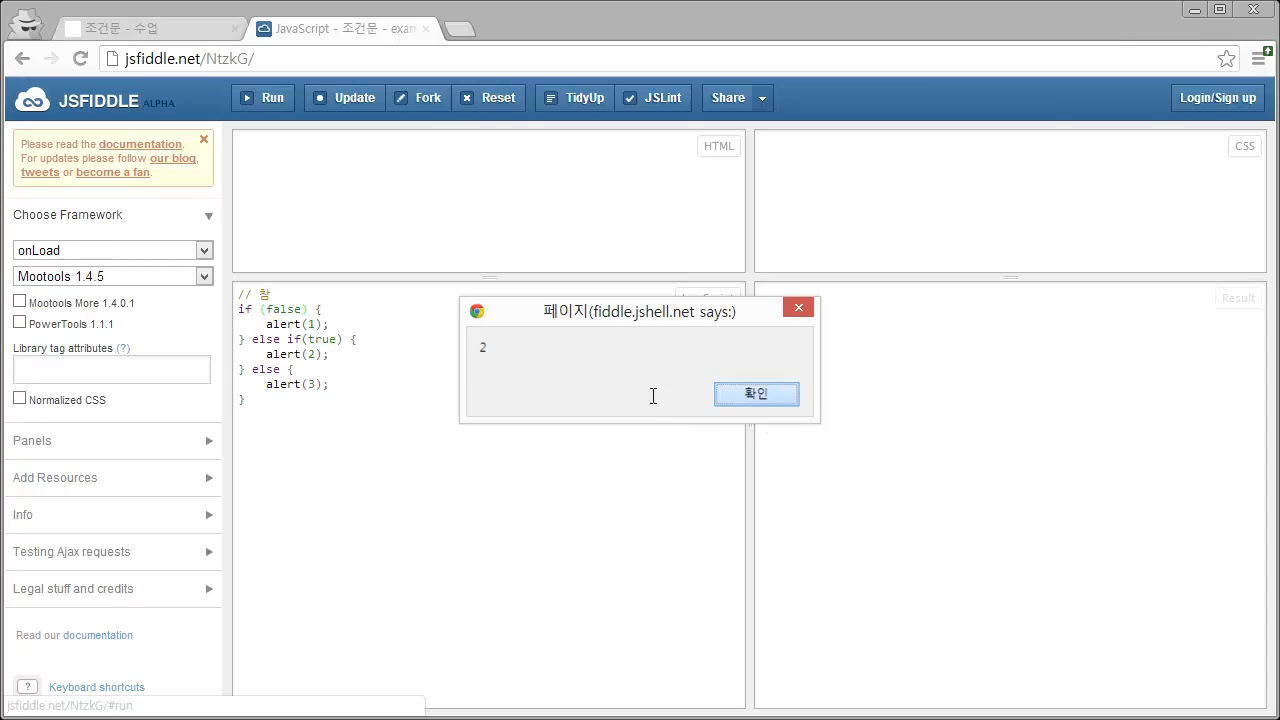 조건문 - 수업
JavaScript - 조건문 - exam
jsfiddle.net/NtzkG/
JSFIDDLE ALPHA
Run
Update
Fork
Reset
TidyUp
JSLint
Share
Login/Sign up
Please read the documentation.
For updates please follow our blog,
tweets or become a fan.
Choose Framework
onLoad
Mootools 1.4.5
Mootools More 1.4.0.1
PowerTools 1.1.1
Library tag attributes (?)
Normalized CSS
Panels
Add Resources
Info
Testing Ajax requests
Legal stuff and credits
Read our documentation
? Keyboard shortcuts
jsfiddle.net/NtzkG/#run
HTML
CSS
// 참
if (false) {
alert(1);
} else if(true) {
alert(2);
} else {
alert(3);
}
Result
페이지(fiddle.jshell.net says:)
2
확인